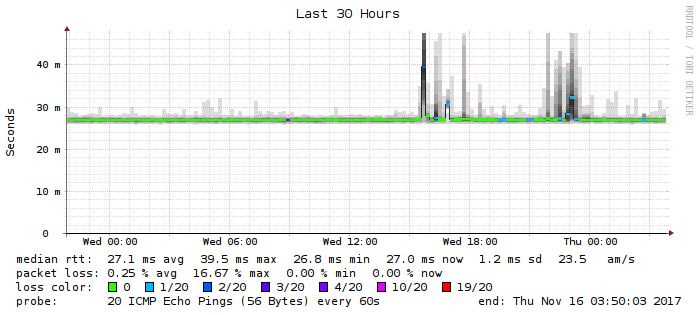 Last 30 Hours
RRDTOOL / TOBI OETIKER
Seconds
40 m
30 m
20 m
10 m
0
Wed 00:00 Wed 06:00 Wed 12:00 Wed 18:00 Thu 00:00
median rtt: 27.1 ms avg 39.5 ms max 26.8 ms min 27.0 ms now 1.2 ms sd 23.5 am/s
packet loss: 0.25 % avg 16.67 % max 0.00 % min 0.00 % now
loss color: 0 1/20 2/20 3/20 4/20 10/20 19/20
probe: 20 ICMP Echo Pings (56 Bytes) every 60s end: Thu Nov 16 03:50:03 2017